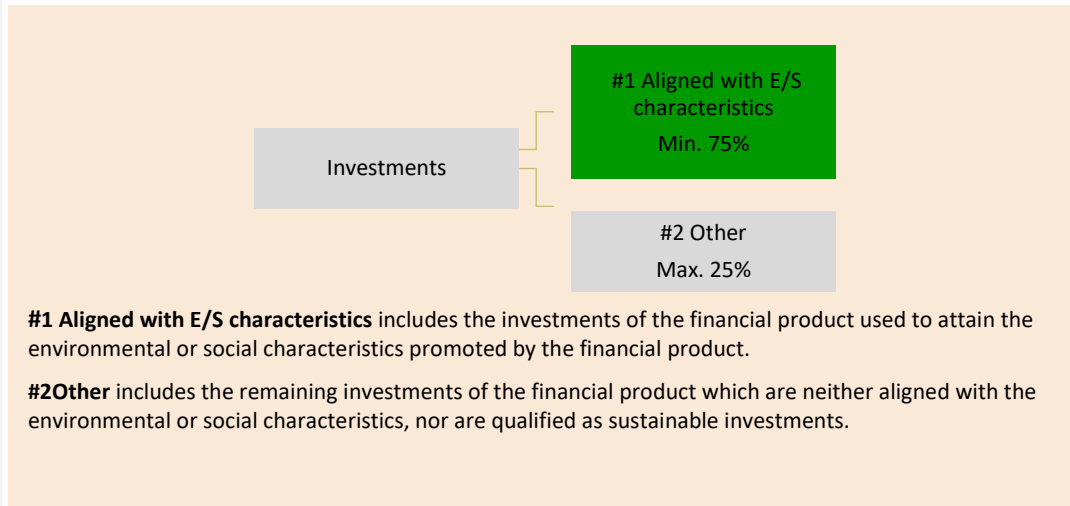 #1 Aligned with E/S
characteristics
Min. 75%
Investments
#2 Other
Max. 25%
#1 Aligned with E/S characteristics includes the investments of the financial product used to attain the
environmental or social characteristics promoted by the financial product.
#2Other includes the remaining investments of the financial product which are neither aligned with the
environmental or social characteristics, nor are qualified as sustainable investments.